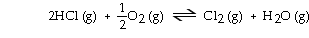 2HCl (g) + 1/2 O₂ (g) ⇌ Cl₂ (g) + H₂O (g)